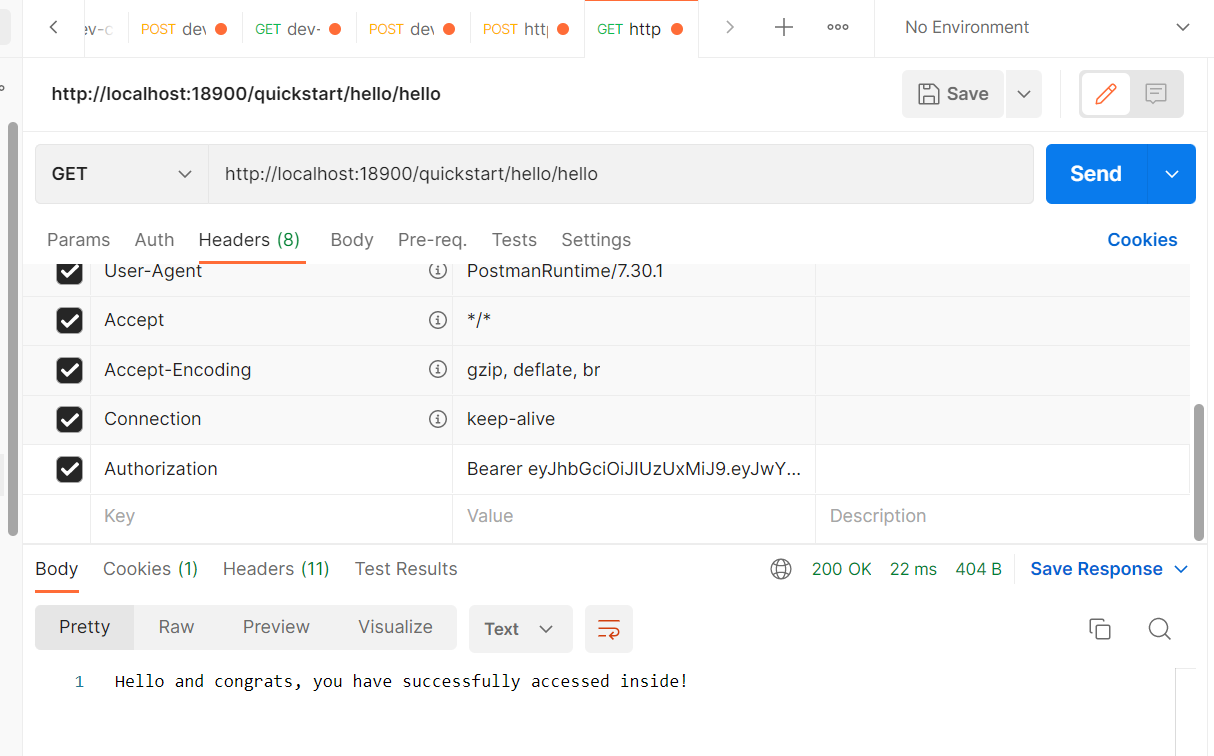 ev-c POST dev GET dev- POST dev POST http GET http No Environment
http://localhost:18900/quickstart/hello/hello Save
GET http://localhost:18900/quickstart/hello/hello Send
Params Auth Headers (8) Body Pre-req. Tests Settings Cookies
User-Agent PostmanRuntime/7.30.1
Accept */*
Accept-Encoding gzip, deflate, br
Connection keep-alive
Authorization Bearer eyJhbGciOiJIUzUxMiJ9.eyJwY...
Key Value Description
Body Cookies (1) Headers (11) Test Results 200 OK 22 ms 404 B Save Response
Pretty Raw Preview Visualize Text
1 Hello and congrats, you have successfully accessed inside!